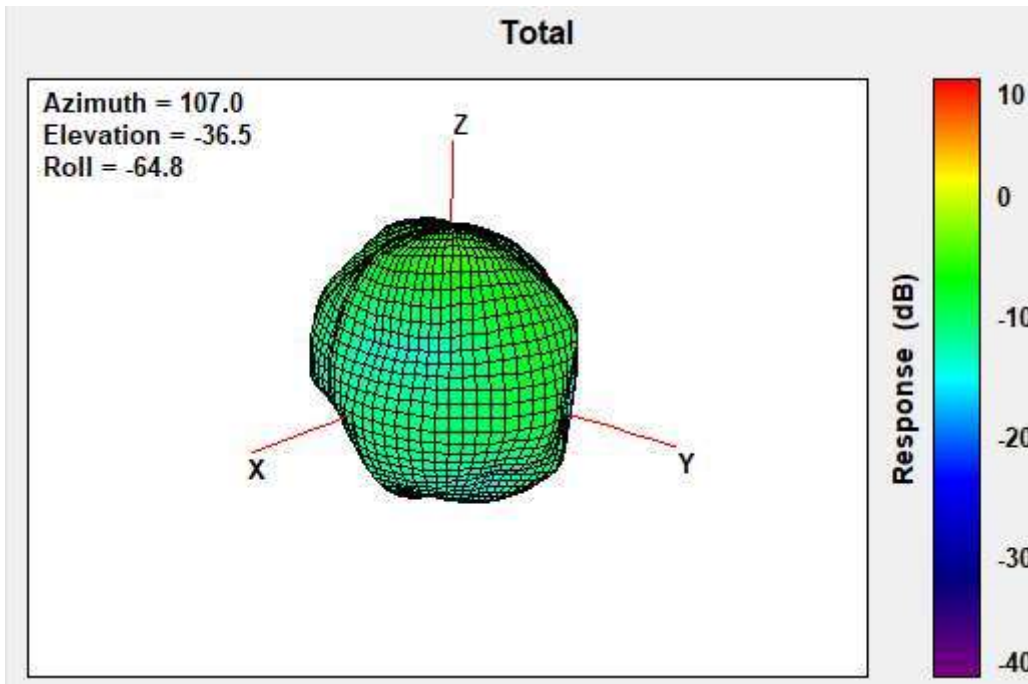 Total
Azimuth = 107.0
Elevation = -36.5
Roll = -64.8
Z
X
Y
10
0
-10
-20
-30
-40
Response (dB)